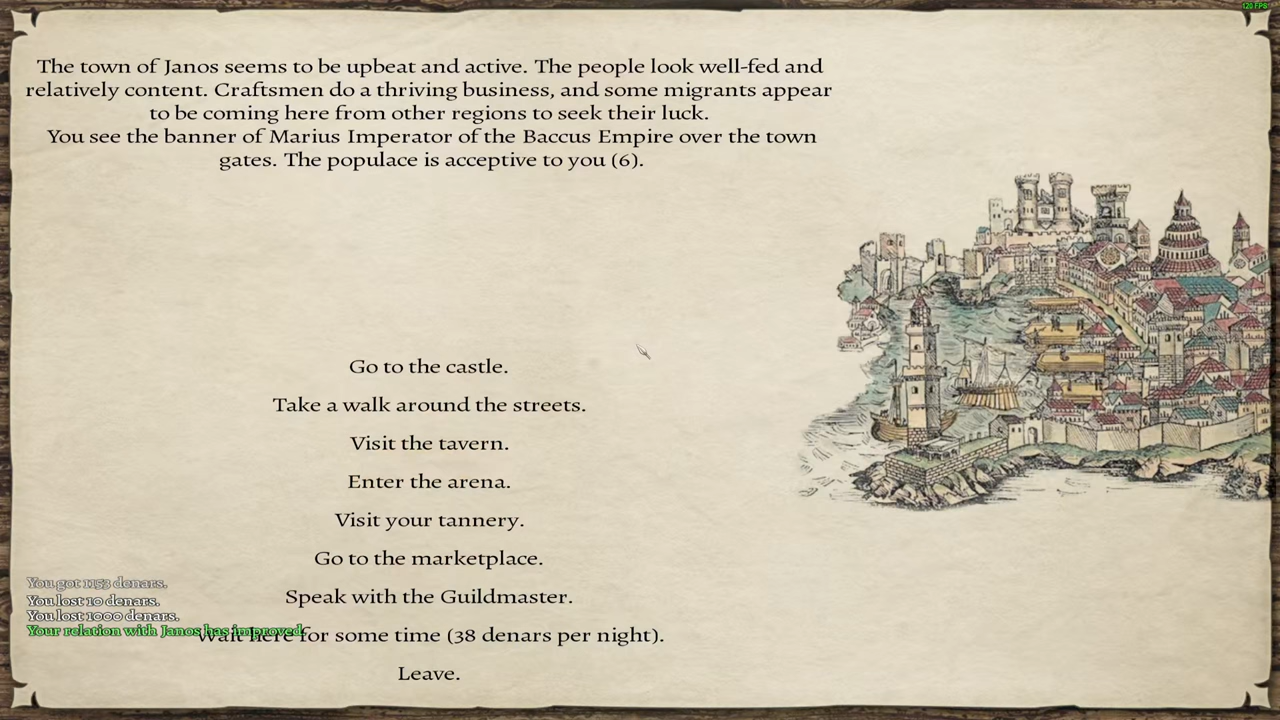 120 FPS
The town of Janos seems to be upbeat and active. The people look well-fed and
relatively content. Craftsmen do a thriving business, and some migrants appear
to be coming here from other regions to seek their luck.
You see the banner of Marius Imperator of the Baccus Empire over the town
gates. The populace is acceptive to you (6).
Go to the castle.
Take a walk around the streets.
Visit the tavern.
Enter the arena.
Visit your tannery.
Go to the marketplace.
Speak with the Guildmaster.
Wait here for some time (38 denars per night).
Leave.
You got 1153 denars.
You lost 10 denars.
You lost 1000 denars.
Your relation with Janos has improved.